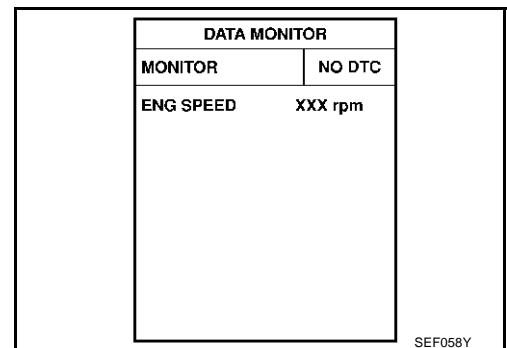 DATA MONITOR
MONITOR NO DTC
ENG SPEED XXX rpm
SEF058Y